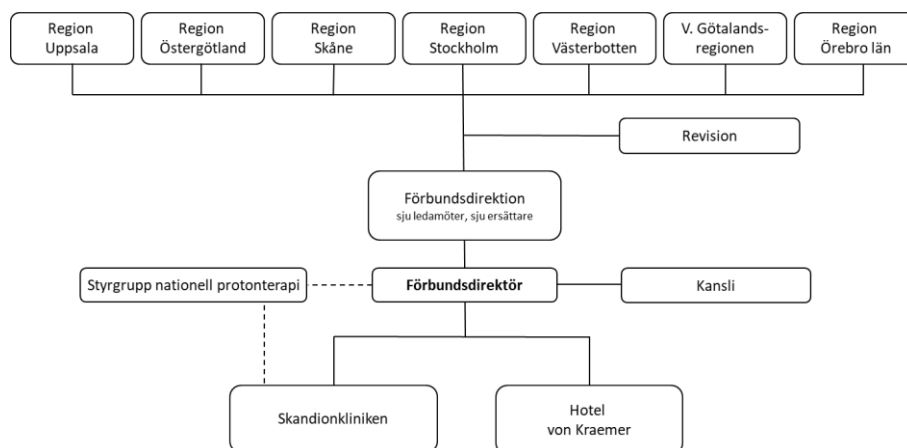 Region
Uppsala
Region
Östergötland
Region
Skåne
Region
Stockholm
Region
Västerbotten
V. Götalands-
regionen
Region
Örebro län
Revision
Förbundsdirektion
sju ledamöter, sju ersättare
Styrgrupp nationell protonterapi
Förbundsdirektör
Kansli
Skandionkliniken
Hotel
von Kraemer